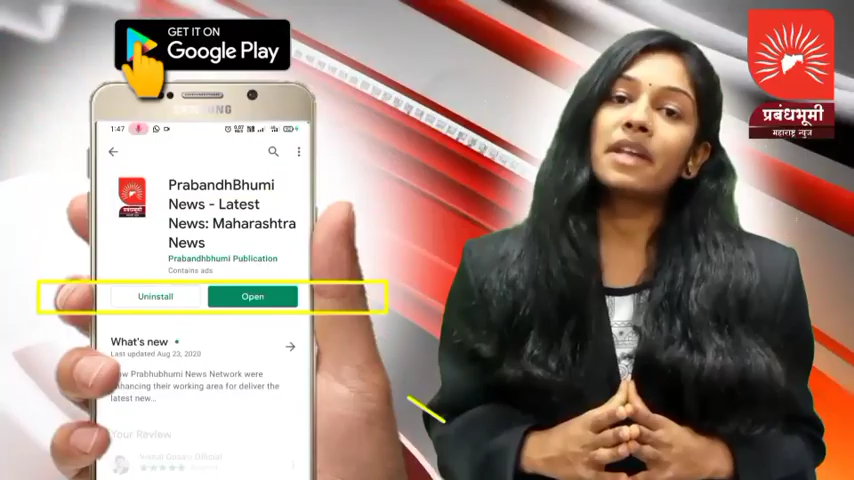 GET IT ON
Google Play
SAMSUNG
1:47
PrabandhBhumi
News - Latest
News: Maharashtra
News
Prabandhbhumi Publication
Contains ads
Uninstall
Open
What's new
Last updated Aug 23, 2020
Now Prabhubhumi News Network were
enhancing their working area for deliver the
latest new...
Your Review
प्रबंधभूमी
महाराष्ट्र न्यूज